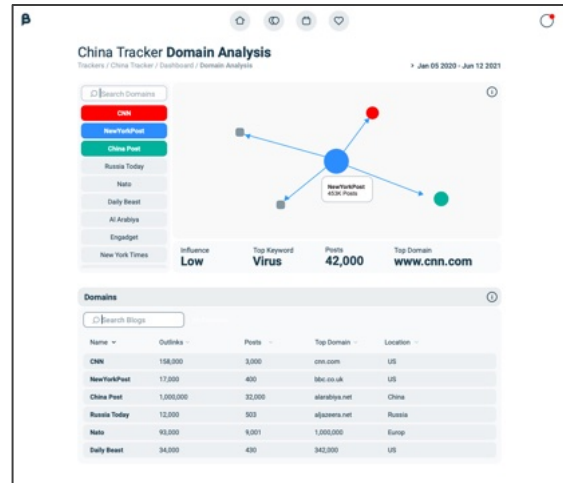 β
China Tracker Domain Analysis
Trackers / China Tracker / Dashboard / Domain Analysis
> Jan 05 2020 - Jun 12 2021
Search Domains
CNN
NewYorkPost
China Post
Russia Today
Nato
Daily Beast
Al Arabiya
Engadget
New York Times
NewYorkPost
453K Posts
Influence Top Keyword Posts Top Domain
Low Virus 42,000 www.cnn.com
Domains
Search Blogs
Name Outlinks Posts Top Domain Location
CNN 158,000 3,000 cnn.com US
NewYorkPost 17,000 400 bbc.co.uk US
China Post 1,000,000 32,000 alarabiya.net China
Russia Today 12,000 503 aljazeera.net Russia
Nato 93,000 9,001 1,000,000 Europ
Daily Beast 34,000 430 342,000 US